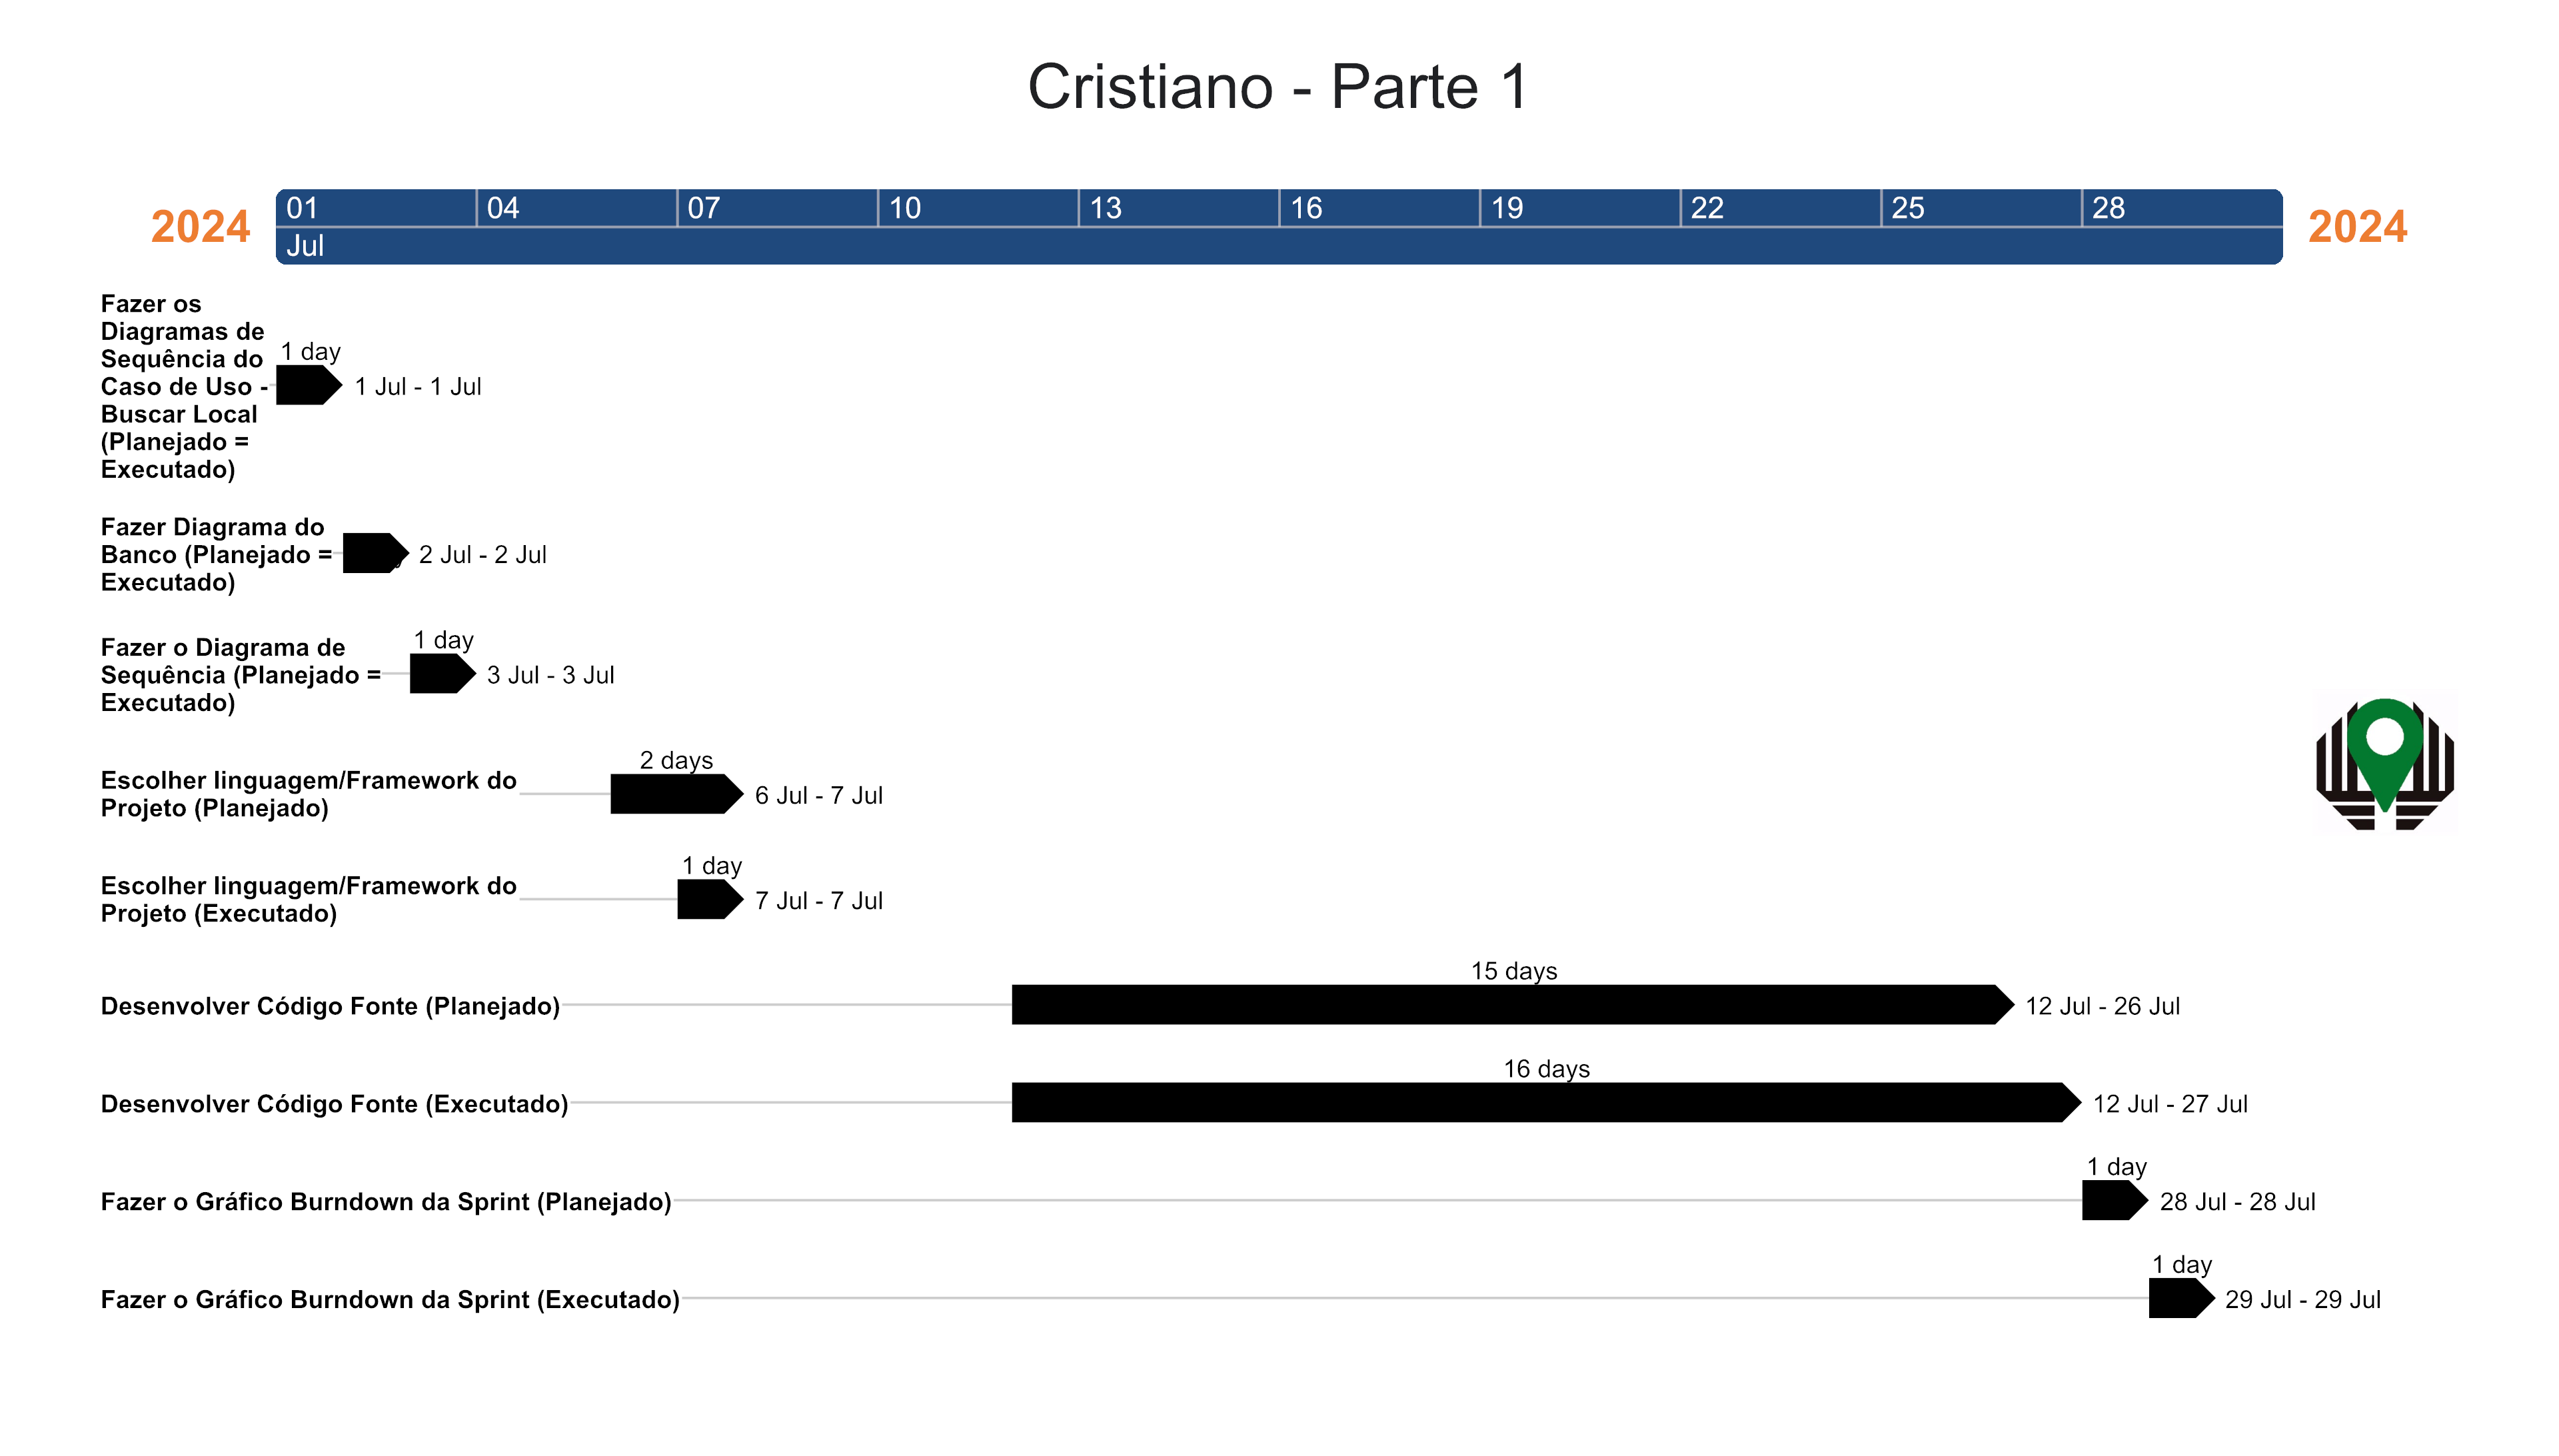 Cristiano - Parte 1
2024
01 04 07 10 13 16 19 22 25 28
Jul
2024
Fazer os
Diagramas de
Sequência do
Caso de Uso -
Buscar Local
(Planejado =
Executado)
1 day
1 Jul - 1 Jul
Fazer Diagrama do
Banco (Planejado =
Executado)
2 Jul - 2 Jul
Fazer o Diagrama de
Sequência (Planejado =
Executado)
1 day
3 Jul - 3 Jul
Escolher linguagem/Framework do
Projeto (Planejado)
2 days
6 Jul - 7 Jul
Escolher linguagem/Framework do
Projeto (Executado)
1 day
7 Jul - 7 Jul
Desenvolver Código Fonte (Planejado)
15 days
12 Jul - 26 Jul
Desenvolver Código Fonte (Executado)
16 days
12 Jul - 27 Jul
Fazer o Gráfico Burndown da Sprint (Planejado)
1 day
28 Jul - 28 Jul
Fazer o Gráfico Burndown da Sprint (Executado)
1 day
29 Jul - 29 Jul